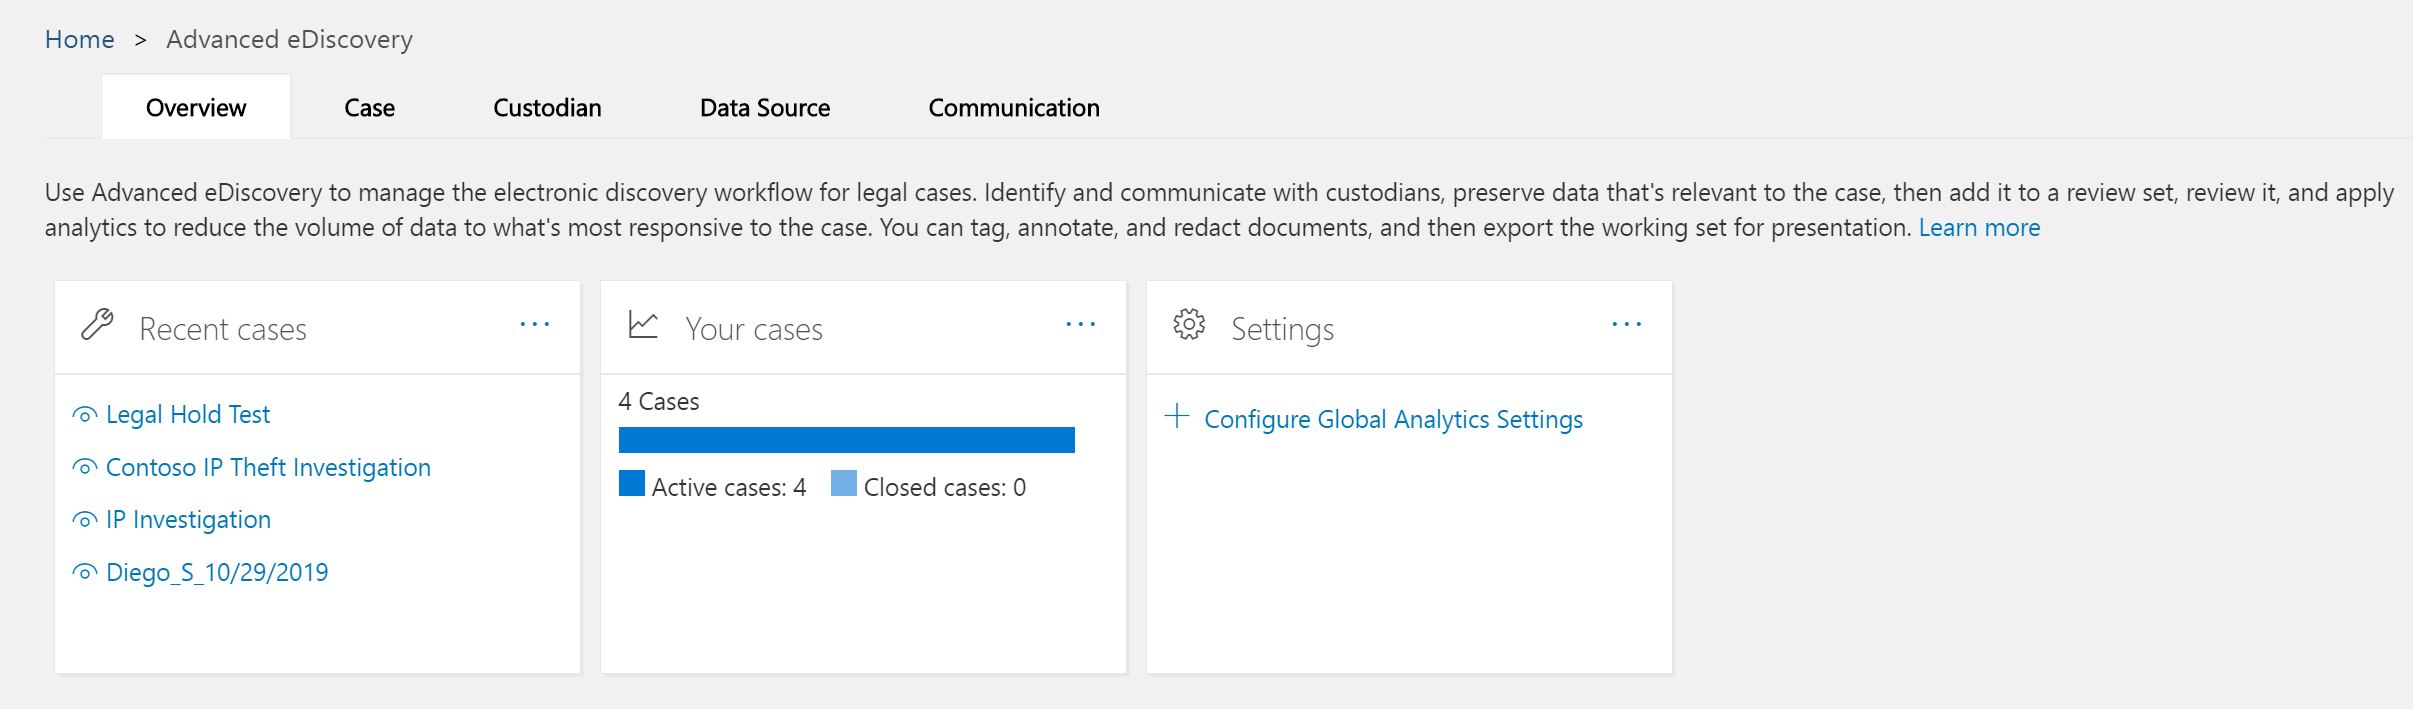 Home > Advanced eDiscovery
Overview Case Custodian Data Source Communication
Use Advanced eDiscovery to manage the electronic discovery workflow for legal cases. Identify and communicate with custodians, preserve data that's relevant to the case, then add it to a review set, review it, and apply
analytics to reduce the volume of data to what's most responsive to the case. You can tag, annotate, and redact documents, and then export the working set for presentation. Learn more
Recent cases ...
Legal Hold Test
Contoso IP Theft Investigation
IP Investigation
Diego_S_10/29/2019
Your cases ...
4 Cases
Active cases: 4 Closed cases: 0
Settings ...
+ Configure Global Analytics Settings